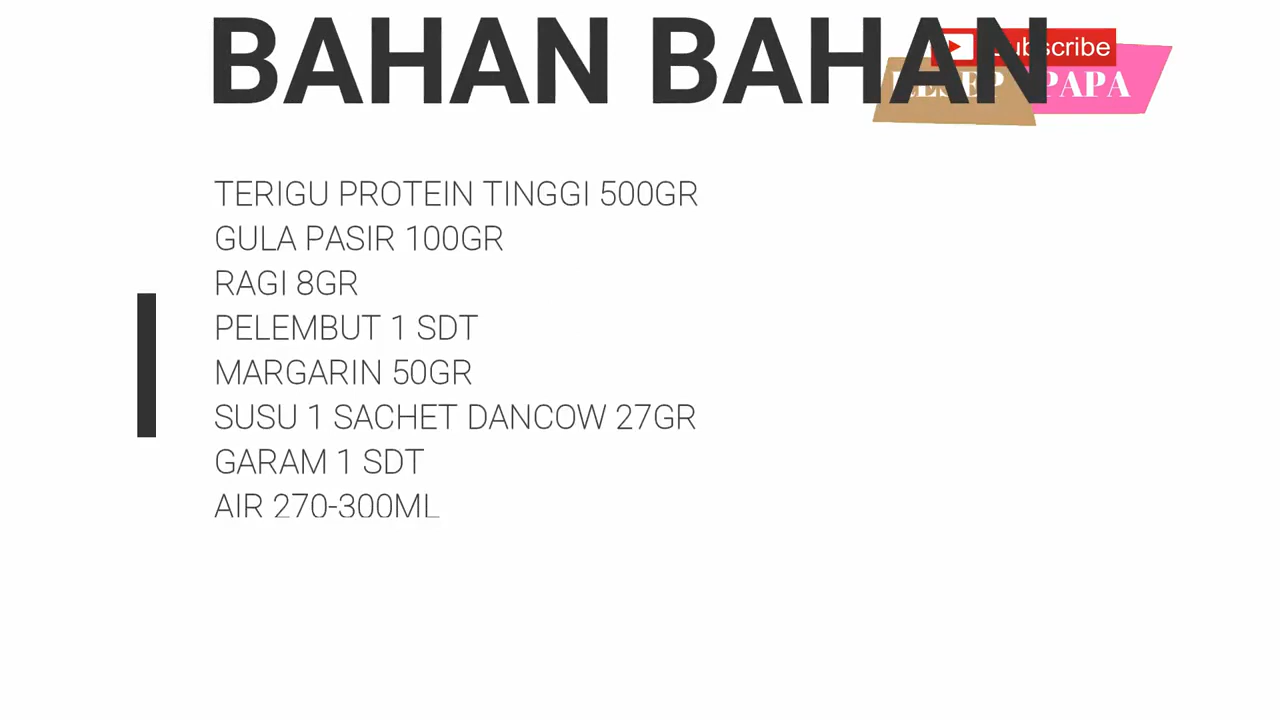 BAHAN BAHAN
Subscribe
RESEP PAPA
TERIGU PROTEIN TINGGI 500GR
GULA PASIR 100GR
RAGI 8GR
PELEMBUT 1 SDT
MARGARIN 50GR
SUSU 1 SACHET DANCOW 27GR
GARAM 1 SDT
AIR 270-300ML